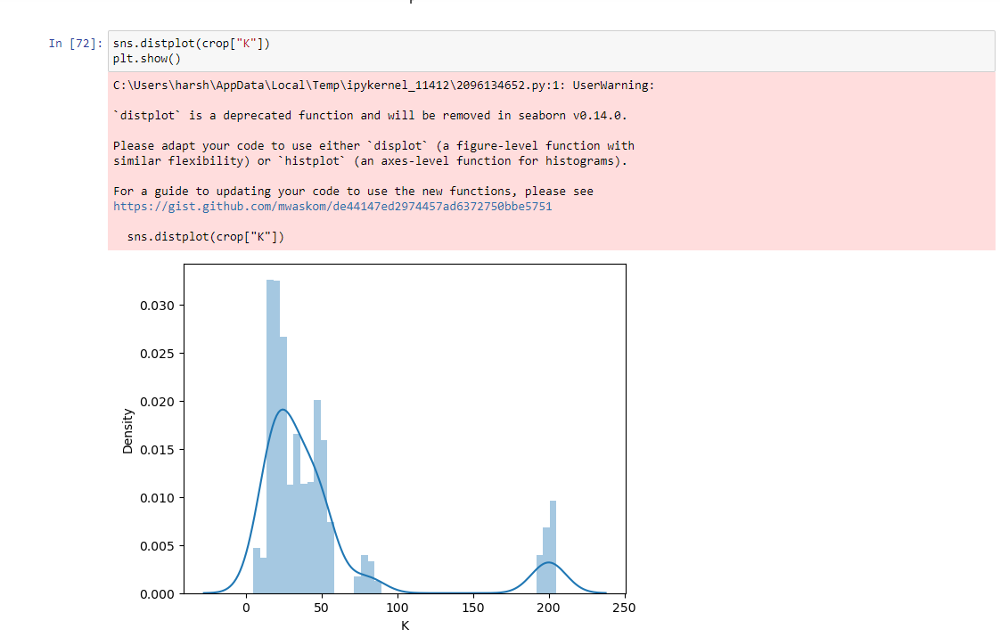 In [72]: sns.distplot(crop["K"])
plt.show()
C:\Users\harsh\AppData\Local\Temp\ipykernel_11412\2096134652.py:1: UserWarning:
`distplot` is a deprecated function and will be removed in seaborn v0.14.0.
Please adapt your code to use either `displot` (a figure-level function with
similar flexibility) or `histplot` (an axes-level function for histograms).
For a guide to updating your code to use the new functions, please see
https://gist.github.com/mwaskom/de44147ed2974457ad6372750bbe5751
sns.distplot(crop["K"])
0.030
0.025
0.020
0.015
0.010
0.005
0.000
Density
0 50 100 150 200 250
K